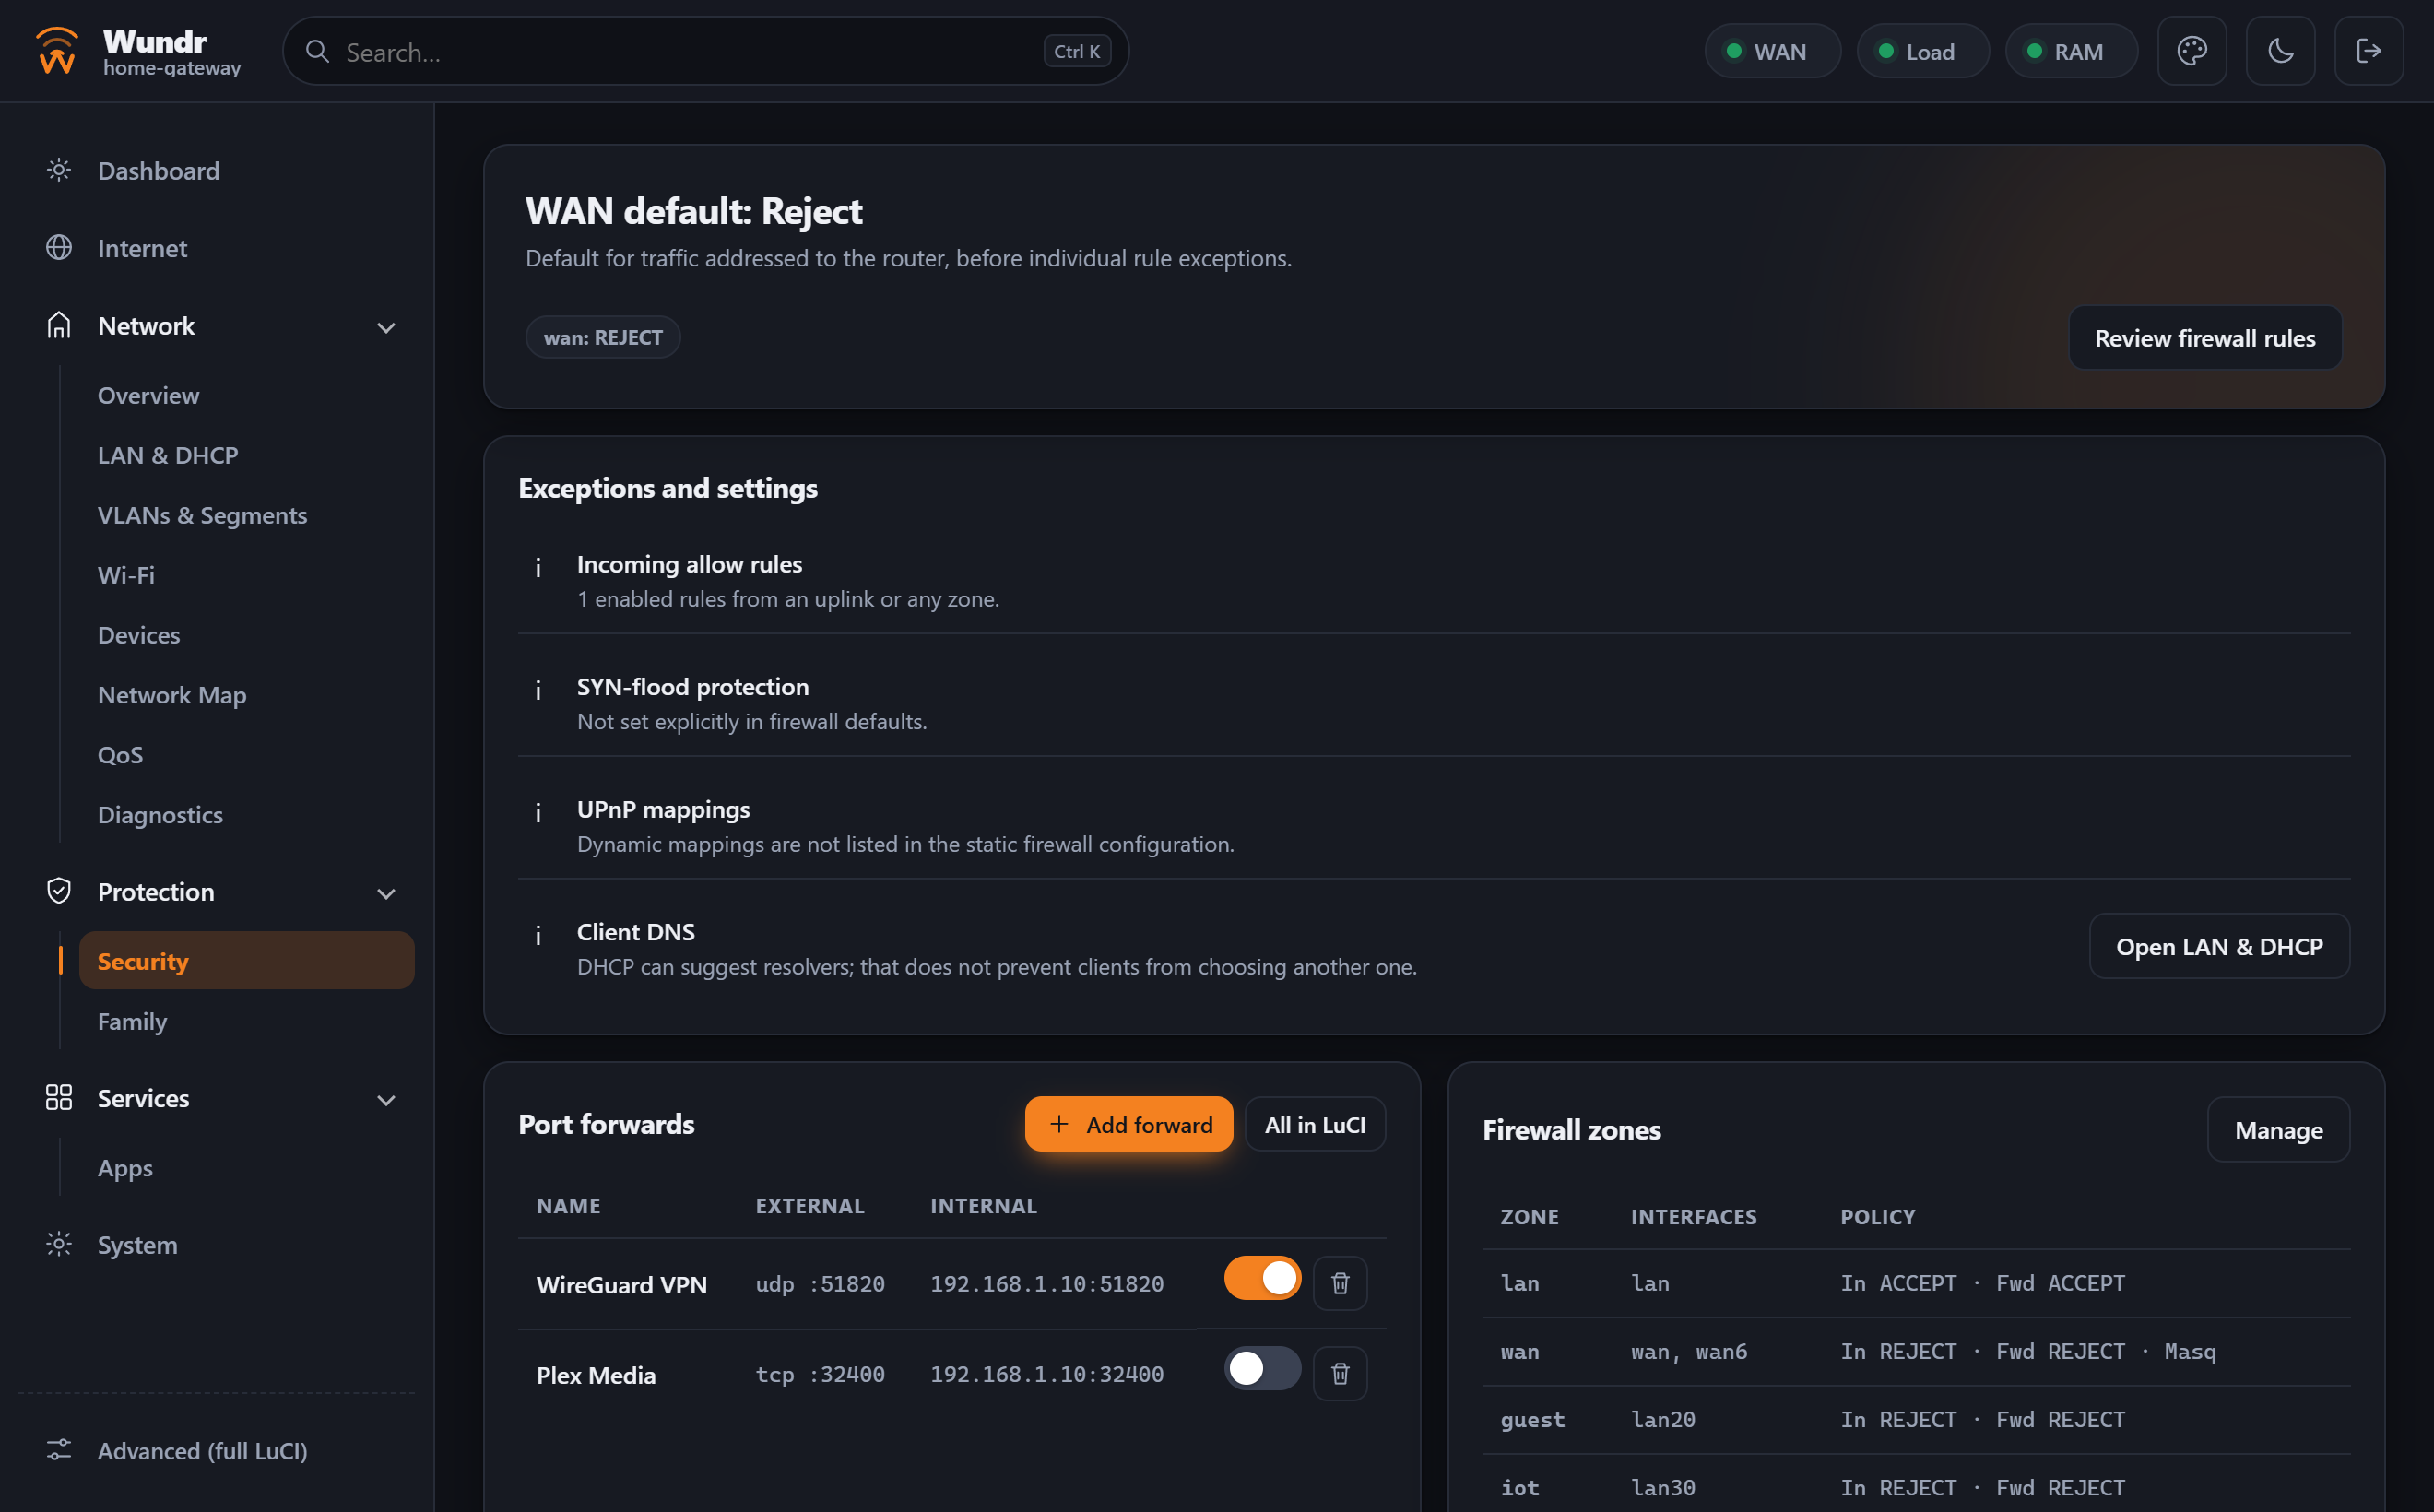 Wundr
home-gateway
Search...
Ctrl K
WAN
Load
RAM
Dashboard
Internet
Network
Overview
LAN & DHCP
VLANs & Segments
Wi-Fi
Devices
Network Map
QoS
Diagnostics
Protection
Security
Family
Services
Apps
System
Advanced (full LuCI)
WAN default: Reject
Default for traffic addressed to the router, before individual rule exceptions.
wan: REJECT
Review firewall rules
Exceptions and settings
i Incoming allow rules
1 enabled rules from an uplink or any zone.
i SYN-flood protection
Not set explicitly in firewall defaults.
i UPnP mappings
Dynamic mappings are not listed in the static firewall configuration.
i Client DNS
DHCP can suggest resolvers; that does not prevent clients from choosing another one.
Open LAN & DHCP
Port forwards
+ Add forward
All in LuCI
NAME EXTERNAL INTERNAL
WireGuard VPN udp :51820 192.168.1.10:51820
Plex Media tcp :32400 192.168.1.10:32400
Firewall zones
Manage
ZONE INTERFACES POLICY
lan lan In ACCEPT · Fwd ACCEPT
wan wan, wan6 In REJECT · Fwd REJECT · Masq
guest lan20 In REJECT · Fwd REJECT
iot lan30 In REJECT · Fwd REJECT